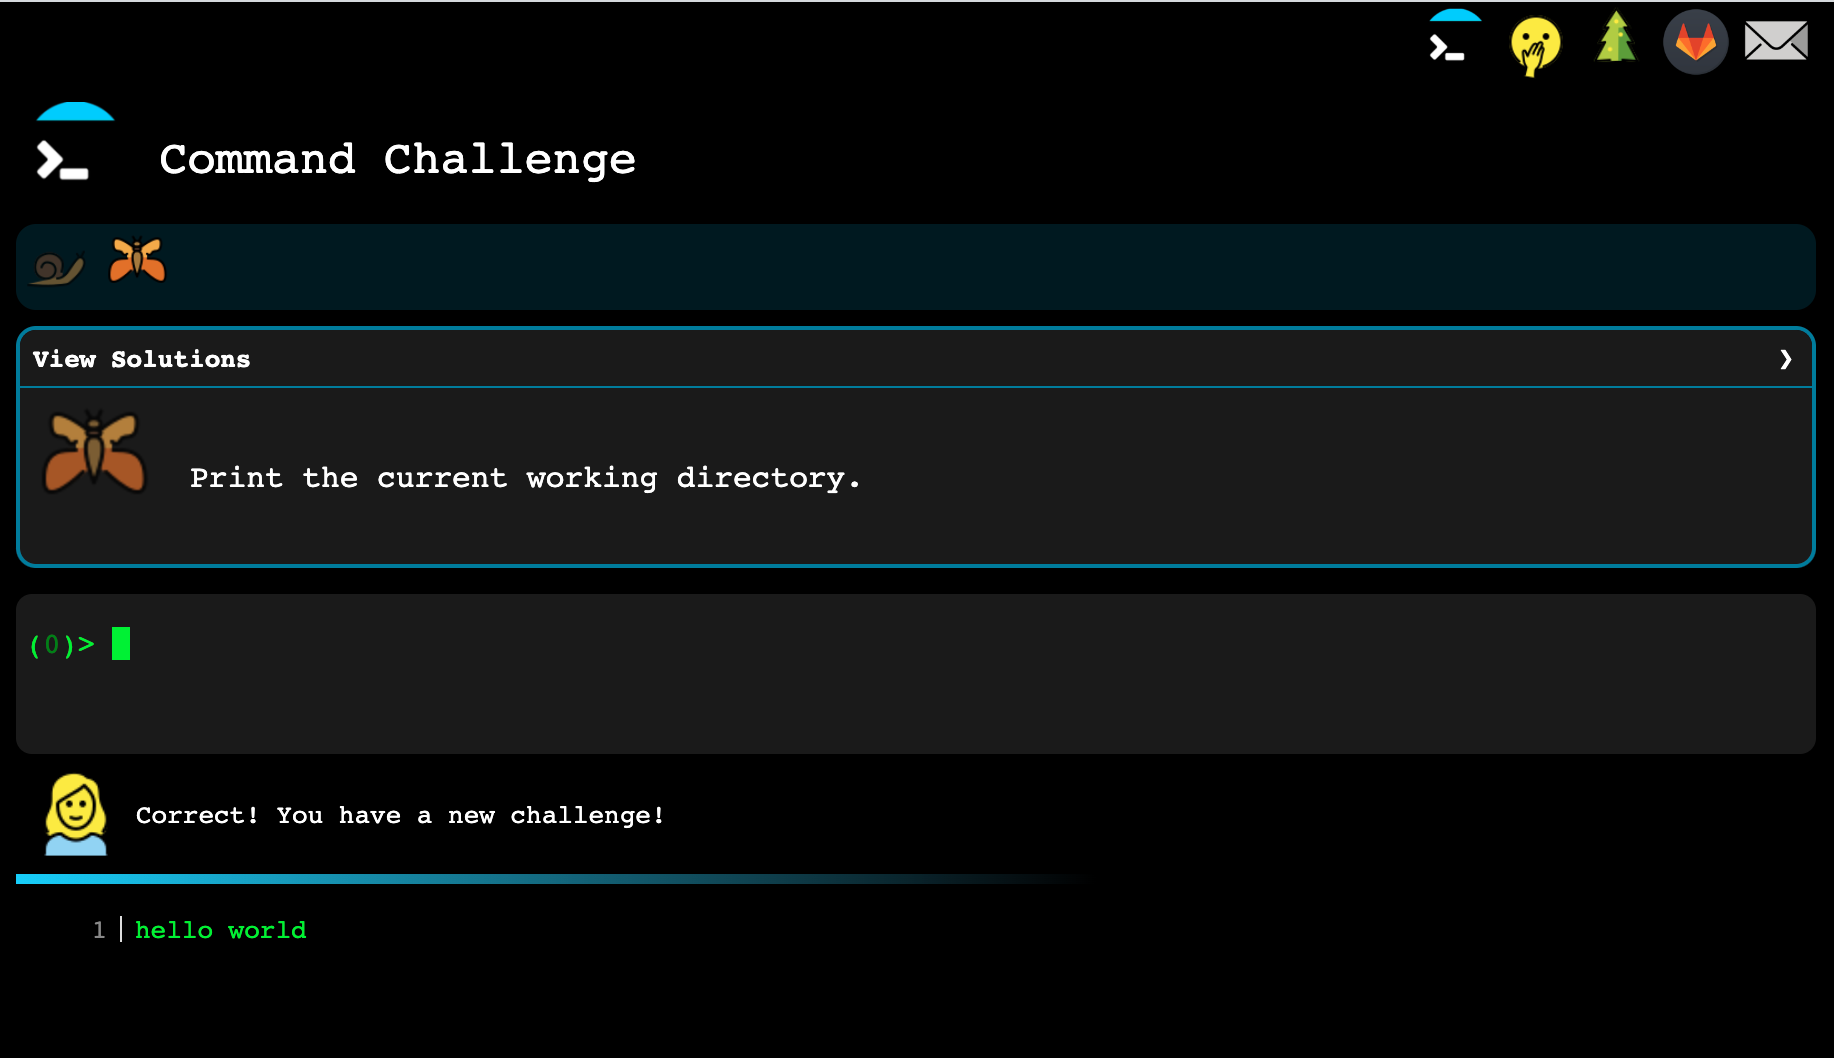 Command Challenge
View Solutions
Print the current working directory.
(0)>
Correct! You have a new challenge!
1 hello world